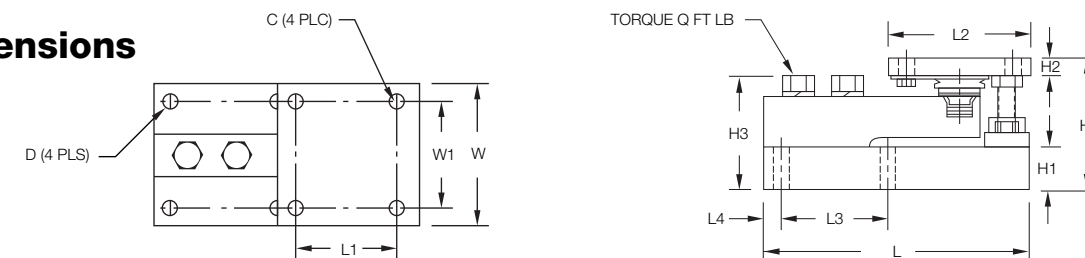 ensions
C (4 PLC)
D (4 PLS)
W1
W
L1
TORQUE Q FT LB
L2
H2
H3
H
H1
L4
L3
L